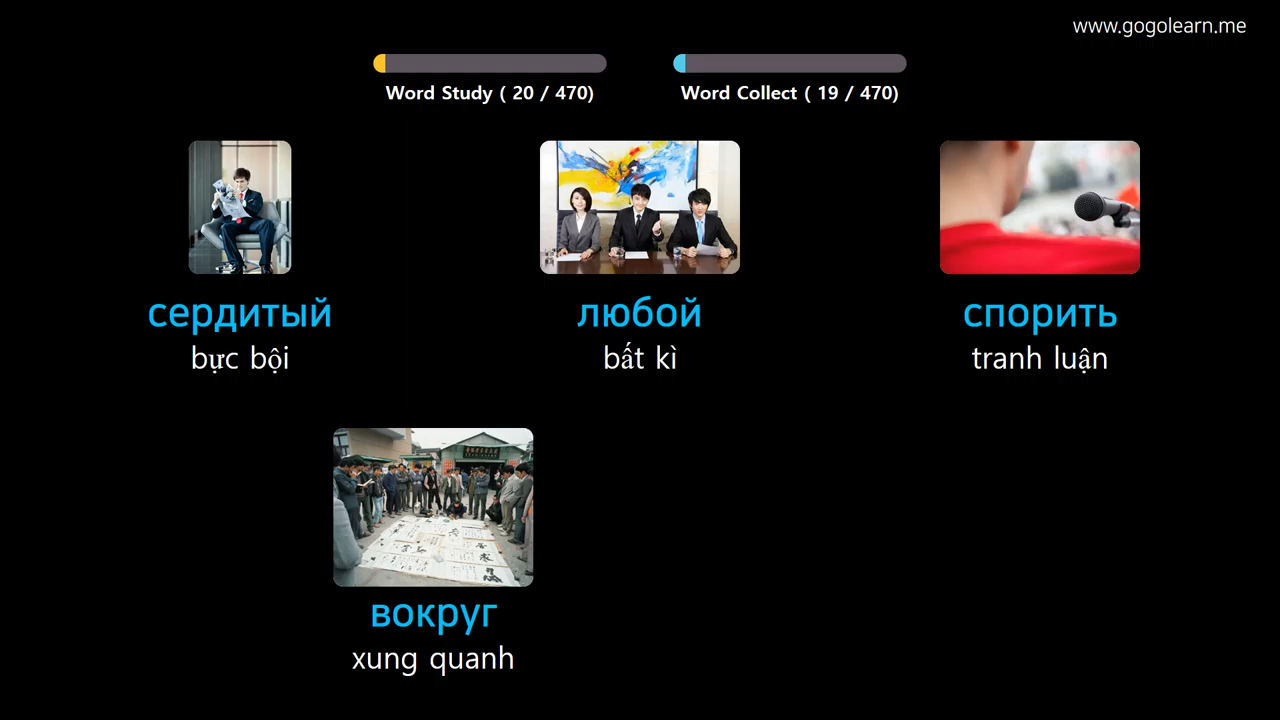 www.gogolearn.me
Word Study ( 20 / 470)
Word Collect ( 19 / 470)
сердитый
bực bội
любой
bất kì
спорить
tranh luận
вокруг
xung quanh